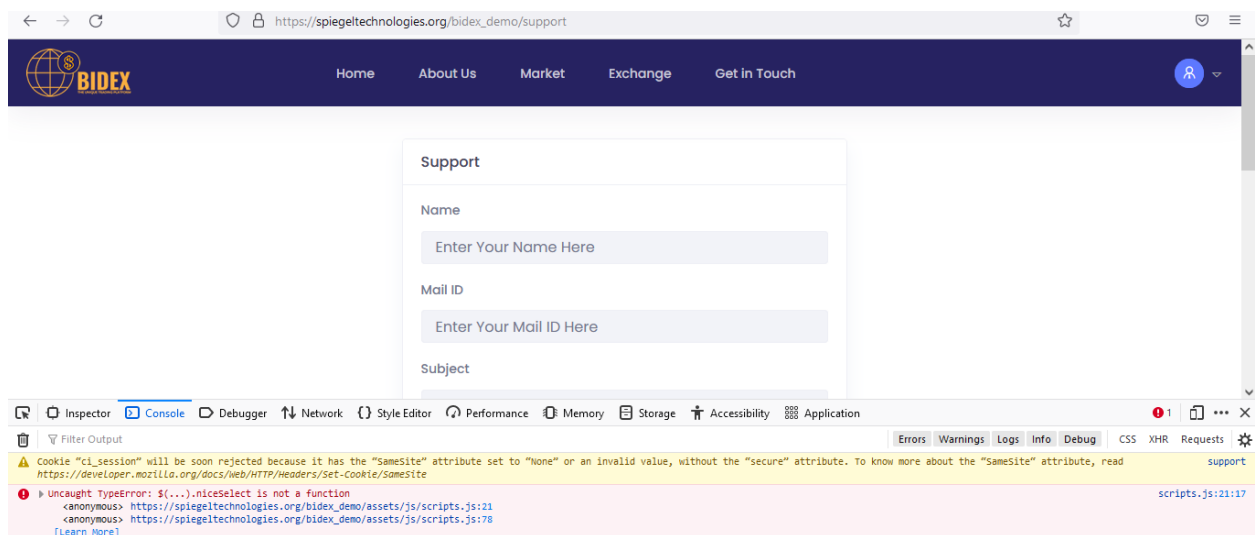 https://spiegeltechnologies.org/bidex_demo/support
BIDEX
Home About Us Market Exchange Get in Touch
Support
Name
Enter Your Name Here
Mail ID
Enter Your Mail ID Here
Subject
Inspector Console Debugger Network Style Editor Performance Memory Storage Accessibility Application 1
Filter Output Errors Warnings Logs Info Debug CSS XHR Requests
Cookie “ci_session” will be soon rejected because it has the “SameSite” attribute set to “None” or an invalid value, without the “secure” attribute. To know more about the “SameSite” attribute, read support
https://developer.mozilla.org/docs/Web/HTTP/Headers/Set-Cookie/SameSite
Uncaught TypeError: $(...).niceSelect is not a function scripts.js:21:17
<anonymous> https://spiegeltechnologies.org/bidex_demo/assets/js/scripts.js:21
<anonymous> https://spiegeltechnologies.org/bidex_demo/assets/js/scripts.js:78
[Learn More]